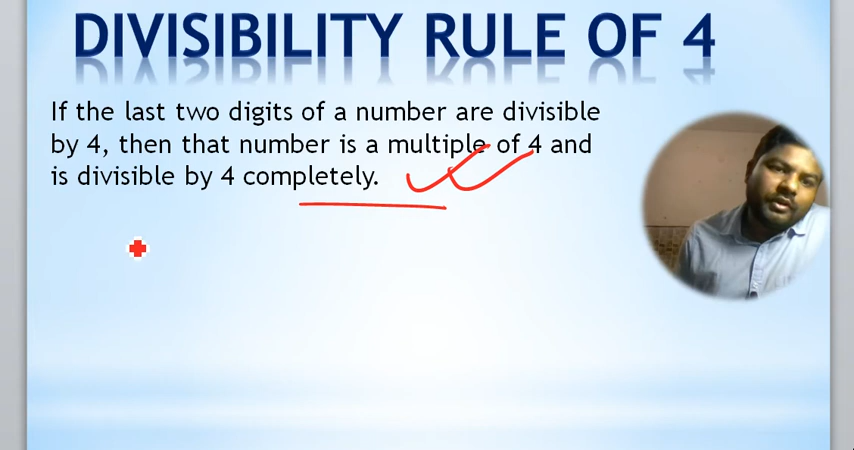 DIVISIBILITY RULE OF 4
If the last two digits of a number are divisible
by 4, then that number is a multiple of 4 and
is divisible by 4 completely.